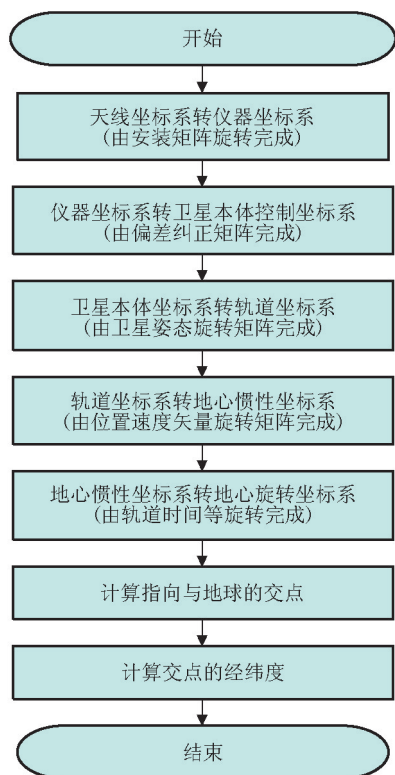 开始
天线坐标系转仪器坐标系
(由安装矩阵旋转完成)
仪器坐标系转卫星本体控制坐标系
(由偏差纠正矩阵完成)
卫星本体坐标系转轨道坐标系
(由卫星姿态旋转矩阵完成)
轨道坐标系转地心惯性坐标系
(由位置速度矢量旋转矩阵完成)
地心惯性坐标系转地心旋转坐标系
(由轨道时间等旋转完成)
计算指向与地球的交点
计算交点的经纬度
结束